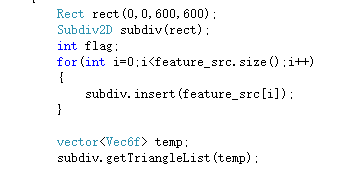 {
Rect rect(0,0,600,600);
Subdiv2D subdiv(rect);
int flag;
for(int i=0;i<feature_src.size();i++)
{
subdiv.insert(feature_src[i]);
}
vector<Vec6f> temp;
subdiv.getTriangleList(temp);